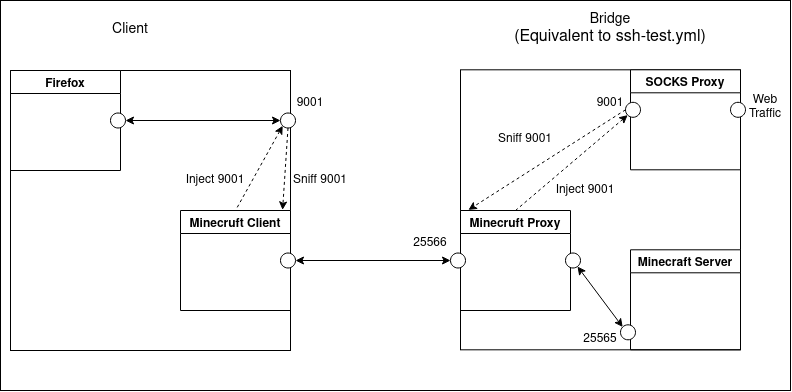 Client
Bridge
(Equivalent to ssh-test.yml)
Firefox
9001
Inject 9001
Sniff 9001
Minecruft Client
SOCKS Proxy
9001
Web
Traffic
Sniff 9001
Inject 9001
25566
Minecruft Proxy
Minecraft Server
25565